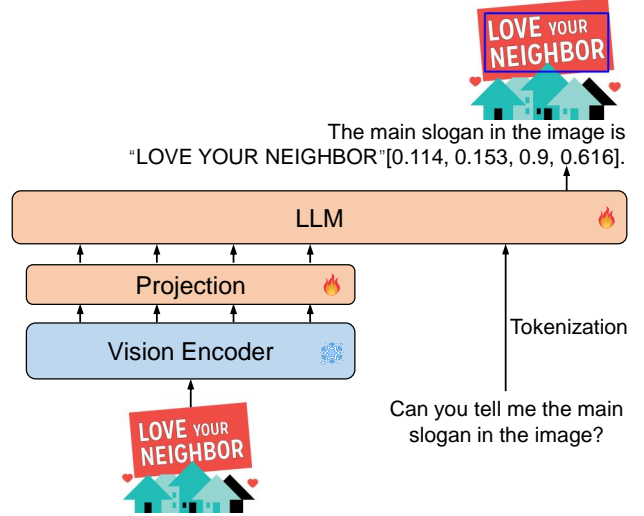 LOVE YOUR
NEIGHBOR
The main slogan in the image is
“LOVE YOUR NEIGHBOR”[0.114, 0.153, 0.9, 0.616].
LLM
Projection
Vision Encoder
Tokenization
Can you tell me the main
slogan in the image?
LOVE YOUR
NEIGHBOR